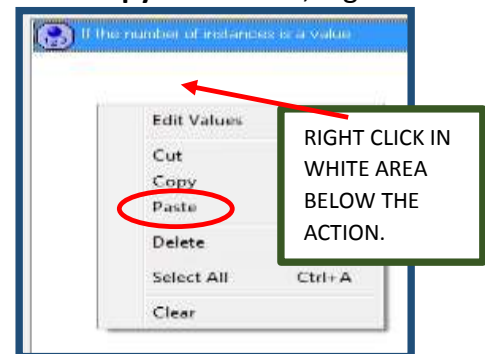 If the number of instances is a value
Edit Values
Cut
Copy
Paste
Delete
Select All Ctrl+A
Clear
RIGHT CLICK IN
WHITE AREA
BELOW THE
ACTION.